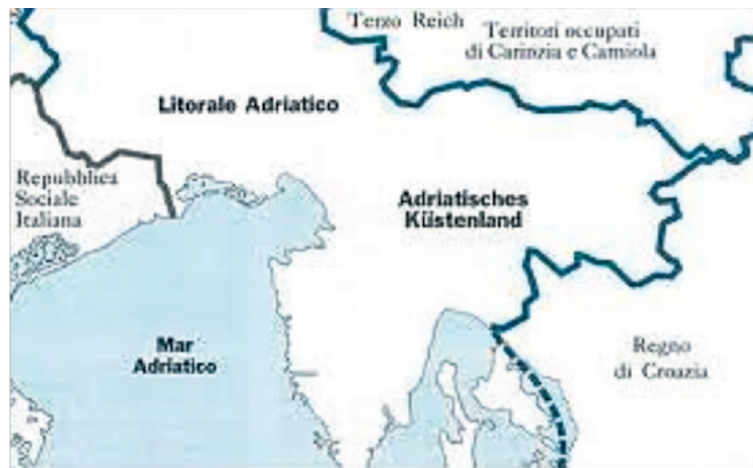 Terzo Reich
Territori occupati
di Carinzia e Carniola
Litorale Adriatico
Repubblica
Sociale
Italiana
Adriatisches
Küstenland
Mar
Adriatico
Regno
di Croazia